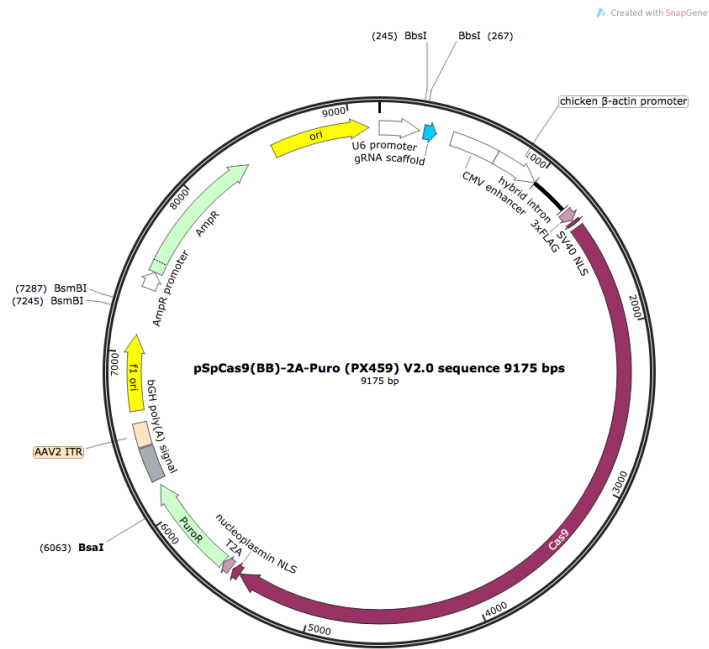 Created with SnapGene®
(245) BbsI
BbsI (267)
chicken β-actin promoter
9000
ori
U6 promoter
gRNA scaffold
1000
CMV enhancer
hybrid intron
3xFLAG
SV40 NLS
8000
AmpR
AmpR promoter
2000
(7287) BsmBI
(7245) BsmBI
7000
f1 ori
pSpCas9(BB)-2A-Puro (PX459) V2.0 sequence 9175 bps
9175 bp
bGH poly(A) signal
AAV2 ITR
3000
Cas9
PuroR
6000
(6063) BsaI
nucleoplasmin NLS
T2A
4000
5000